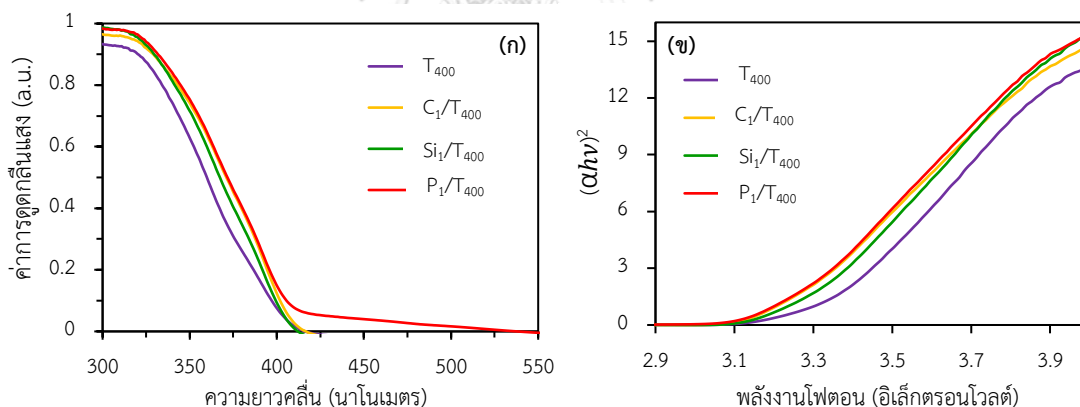 (ก)
ค่าการดูดกลืนแสง (a.u.)
1
0.8
0.6
0.4
0.2
0
T400
C1/T400
Si1/T400
P1/T400
300 350 400 450 500 550
ความยาวคลื่น (นาโนเมตร)
(ข)
(αhν)²
15
12
9
6
3
0
T400
C1/T400
Si1/T400
P1/T400
2.9 3.1 3.3 3.5 3.7 3.9
พลังงานโฟตอน (อิเล็กตรอนโวลต์)